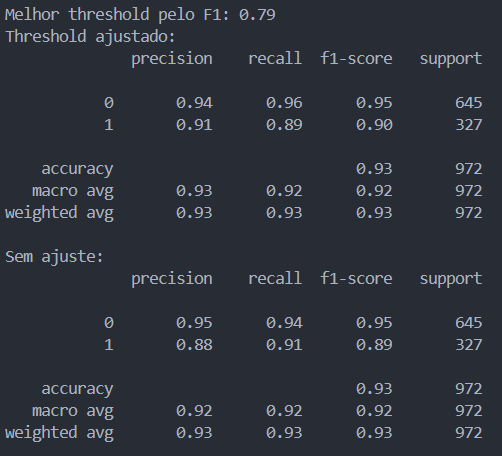 Melhor threshold pelo F1: 0.79
Threshold ajustado:
precision recall f1-score support
0 0.94 0.96 0.95 645
1 0.91 0.89 0.90 327
accuracy 0.93 972
macro avg 0.93 0.92 0.92 972
weighted avg 0.93 0.93 0.93 972
Sem ajuste:
precision recall f1-score support
0 0.95 0.94 0.95 645
1 0.88 0.91 0.89 327
accuracy 0.93 972
macro avg 0.92 0.92 0.92 972
weighted avg 0.93 0.93 0.93 972